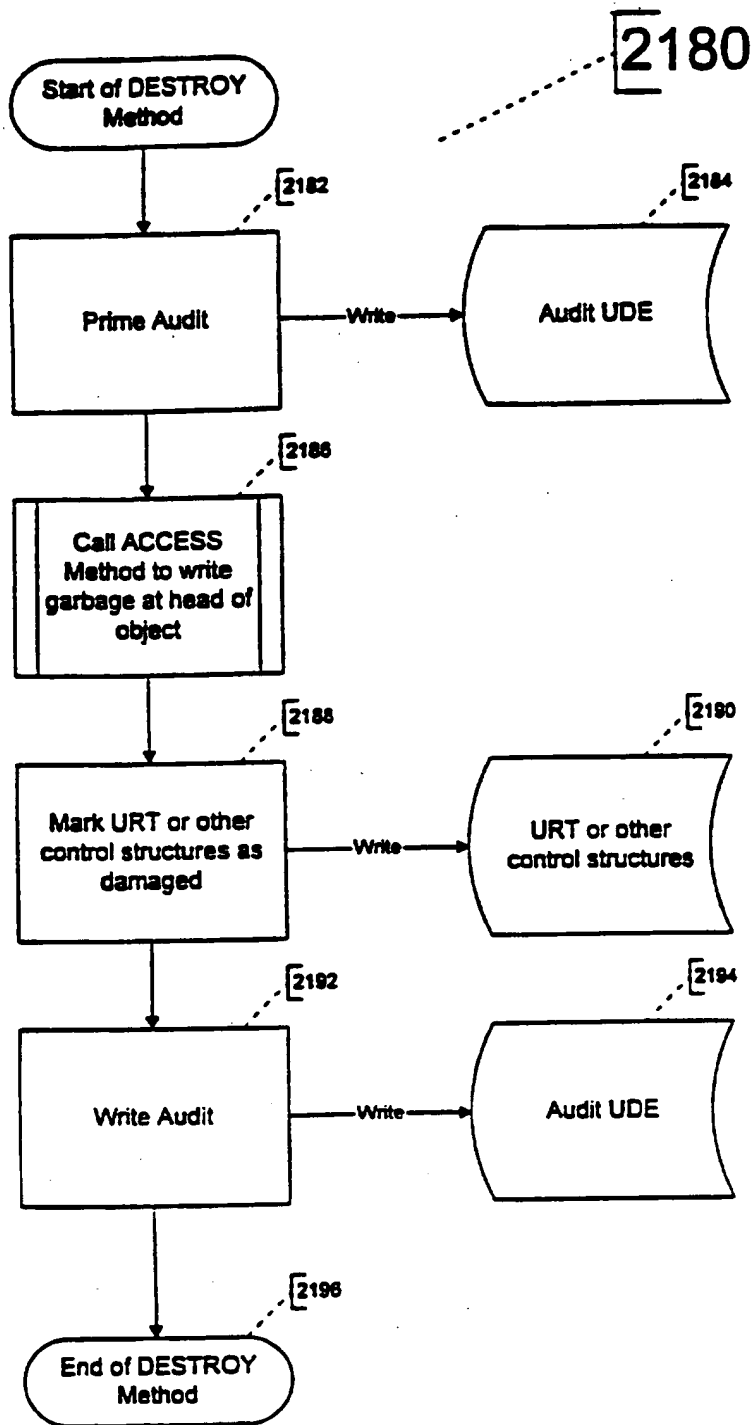 2180
Start of DESTROY
Method
2182
2184
Prime Audit
Write
Audit UDE
2186
Call ACCESS
Method to write
garbage at head of
object
2188
2190
Mark URT or other
control structures as
damaged
Write
URT or other
control structures
2192
2194
Write Audit
Write
Audit UDE
2196
End of DESTROY
Method